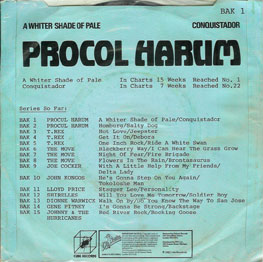 BAK 1
A WHITER SHADE OF PALE CONQUISTADOR
PROCOL HARUM
A Whiter Shade of Pale In Charts 15 Weeks Reached No. 1
Conquistador In Charts 7 Weeks Reached No.22
Series So Far:
BAK 1 PROCOL HARUM A Whiter Shade of Pale/Conquistador
BAK 2 PROCOL HARUM Homburg/Salty Dog
BAK 3 T.REX Hot Love/Jeepster
BAK 4 T.REX Get It On/Debora
BAK 5 T.REX One Inch Rock/Ride A White Swan
BAK 6 THE MOVE Blackberry Way/I Can Hear The Grass Grow
BAK 7 THE MOVE Night Of Fear/Fire Brigade
BAK 8 THE MOVE Flowers In The Rain/Brontosaurus
BAK 9 JOE COCKER With A Little Help From My Friends/
Delta Lady
BAK 10 JOHN KONGOS He's Gonna Step On You Again/
Tokoloshe Man
BAK 11 LLOYD PRICE Stagger Lee/Personality
BAK 12 SHIRELLES Will You Love Me Tomorrow/Soldier Boy
BAK 13 DIONNE WARWICK Walk On By/Do You Know The Way To San Jose
BAK 14 GENE PITNEY I'm Gonna Be Strong/Backstage
BAK 15 JOHNNY & THE Red River Rock/Rocking Goose
HURRICANES
CUBE RECORDS